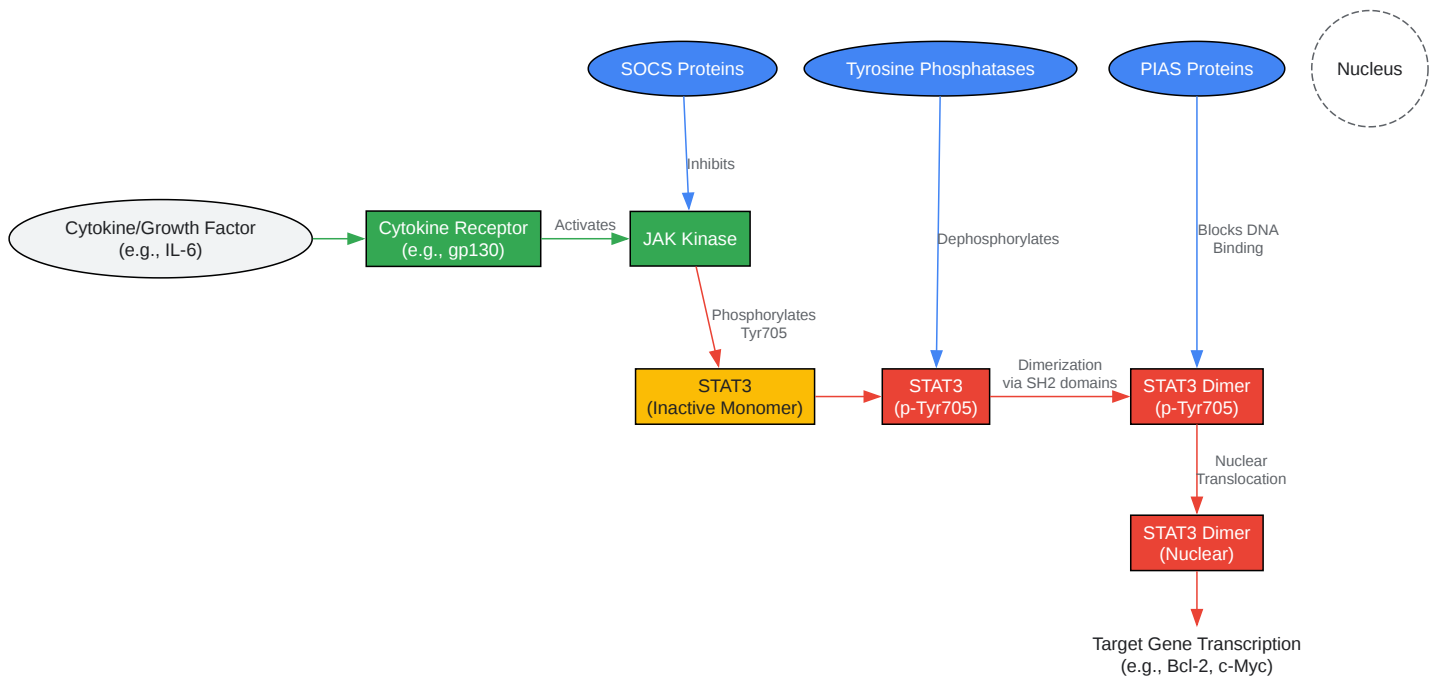 SOCS Proteins
Tyrosine Phosphatases
PIAS Proteins
Nucleus
Inhibits
Cytokine/Growth Factor
(e.g., IL-6)
Cytokine Receptor
(e.g., gp130)
Activates
JAK Kinase
Dephosphorylates
Blocks DNA
Binding
Phosphorylates
Tyr705
STAT3
(Inactive Monomer)
STAT3
(p-Tyr705)
Dimerization
via SH2 domains
STAT3 Dimer
(p-Tyr705)
Nuclear
Translocation
STAT3 Dimer
(Nuclear)
Target Gene Transcription
(e.g., Bcl-2, c-Myc)